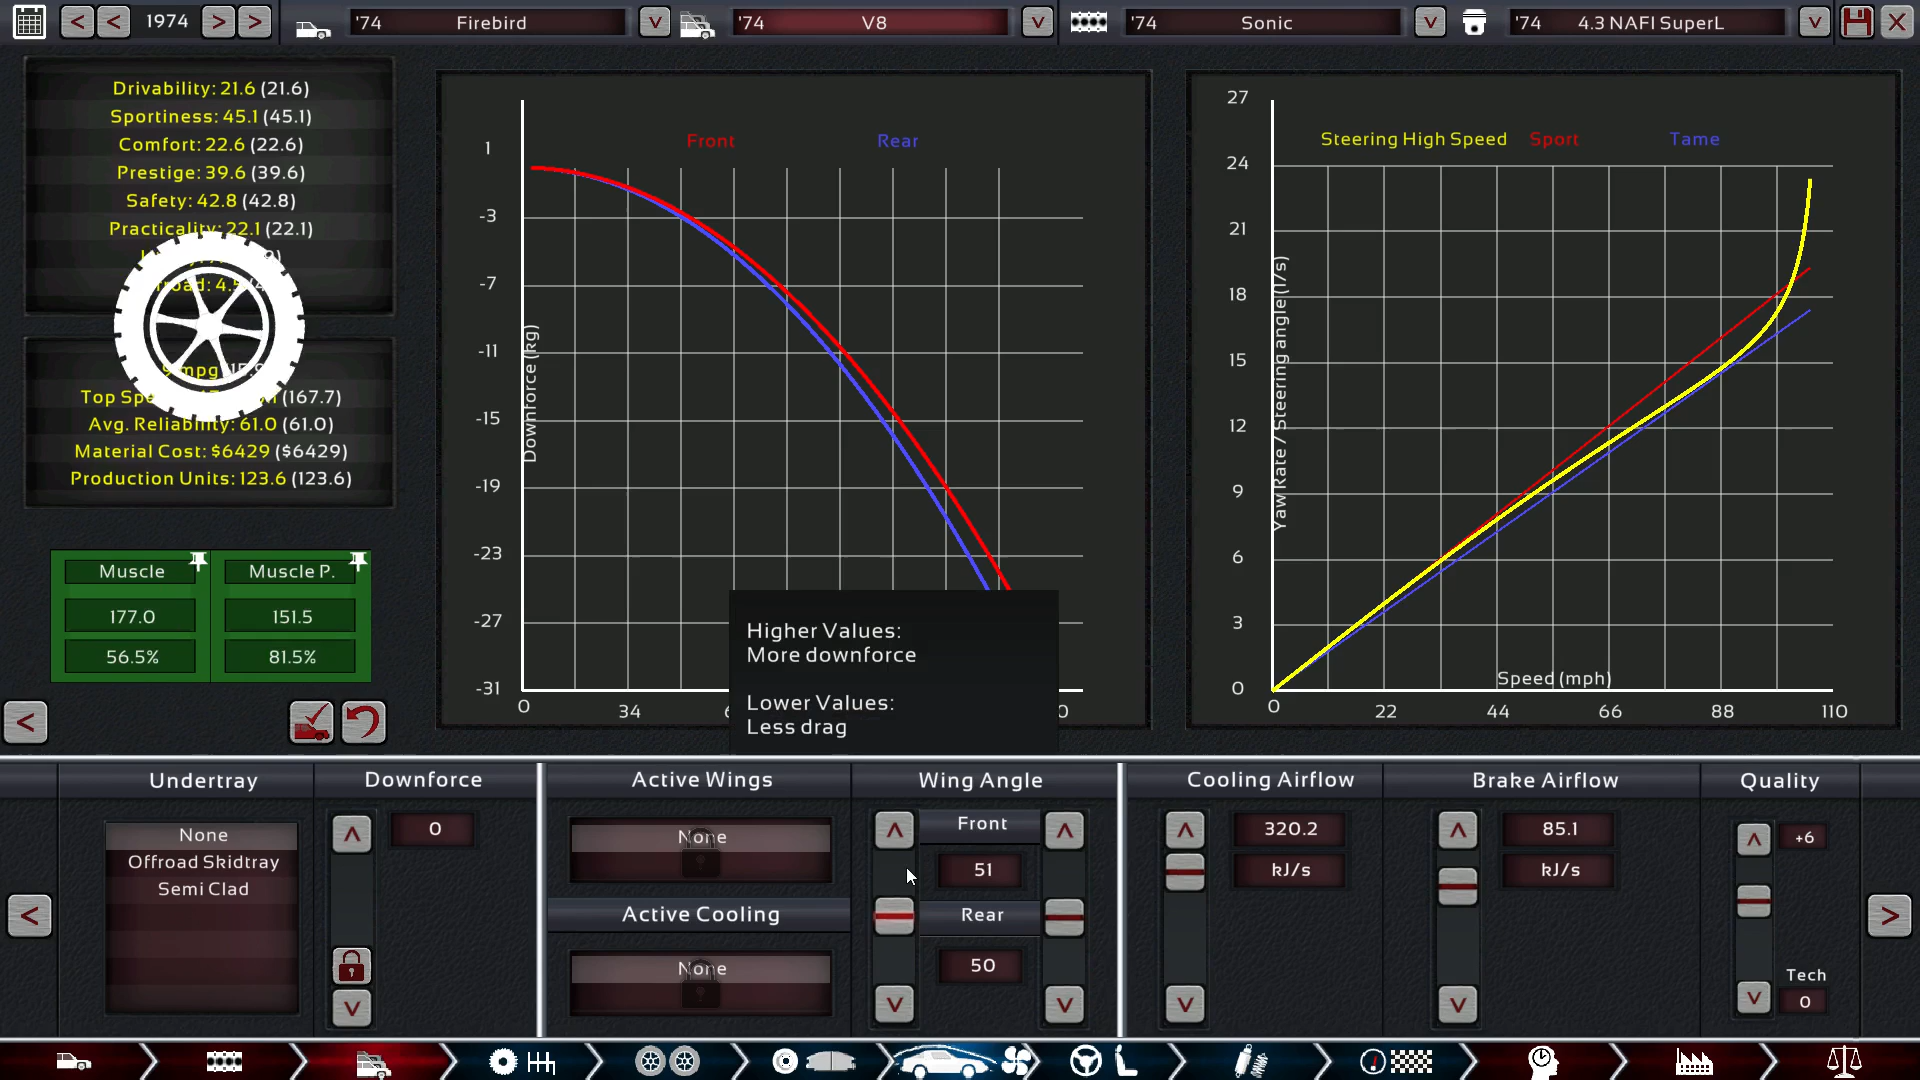 1974
'74 Firebird
'74 V8
'74 Sonic
'74 4.3 NAFI SuperL
Drivability: 21.6 (21.6)
Sportiness: 45.1 (45.1)
Comfort: 22.6 (22.6)
Prestige: 39.6 (39.6)
Safety: 42.8 (42.8)
Practicality: 22.1 (22.1)
mpg
Top (167.7)
Avg. Reliability: 61.0 (61.0)
Material Cost: $6429 ($6429)
Production Units: 123.6 (123.6)
Muscle Muscle P.
177.0 151.5
56.5% 81.5%
Front Rear
1
-3
-7
-11
-15
-19
-23
-27
-31
Downforce (kg)
0 34
Higher Values:
More downforce
Lower Values:
Less drag
Steering High Speed Sport Tame
27
24
21
18
15
12
9
6
3
0
Yaw Rate / Steering angle (1/s)
Speed (mph)
0 22 44 66 88 110
Undertray
None
Offroad Skidtray
Semi Clad
Downforce
0
Active Wings
None
Active Cooling
None
Wing Angle
Front
51
Rear
50
Cooling Airflow
320.2
kJ/s
Brake Airflow
85.1
kJ/s
Quality
+6
Tech
0